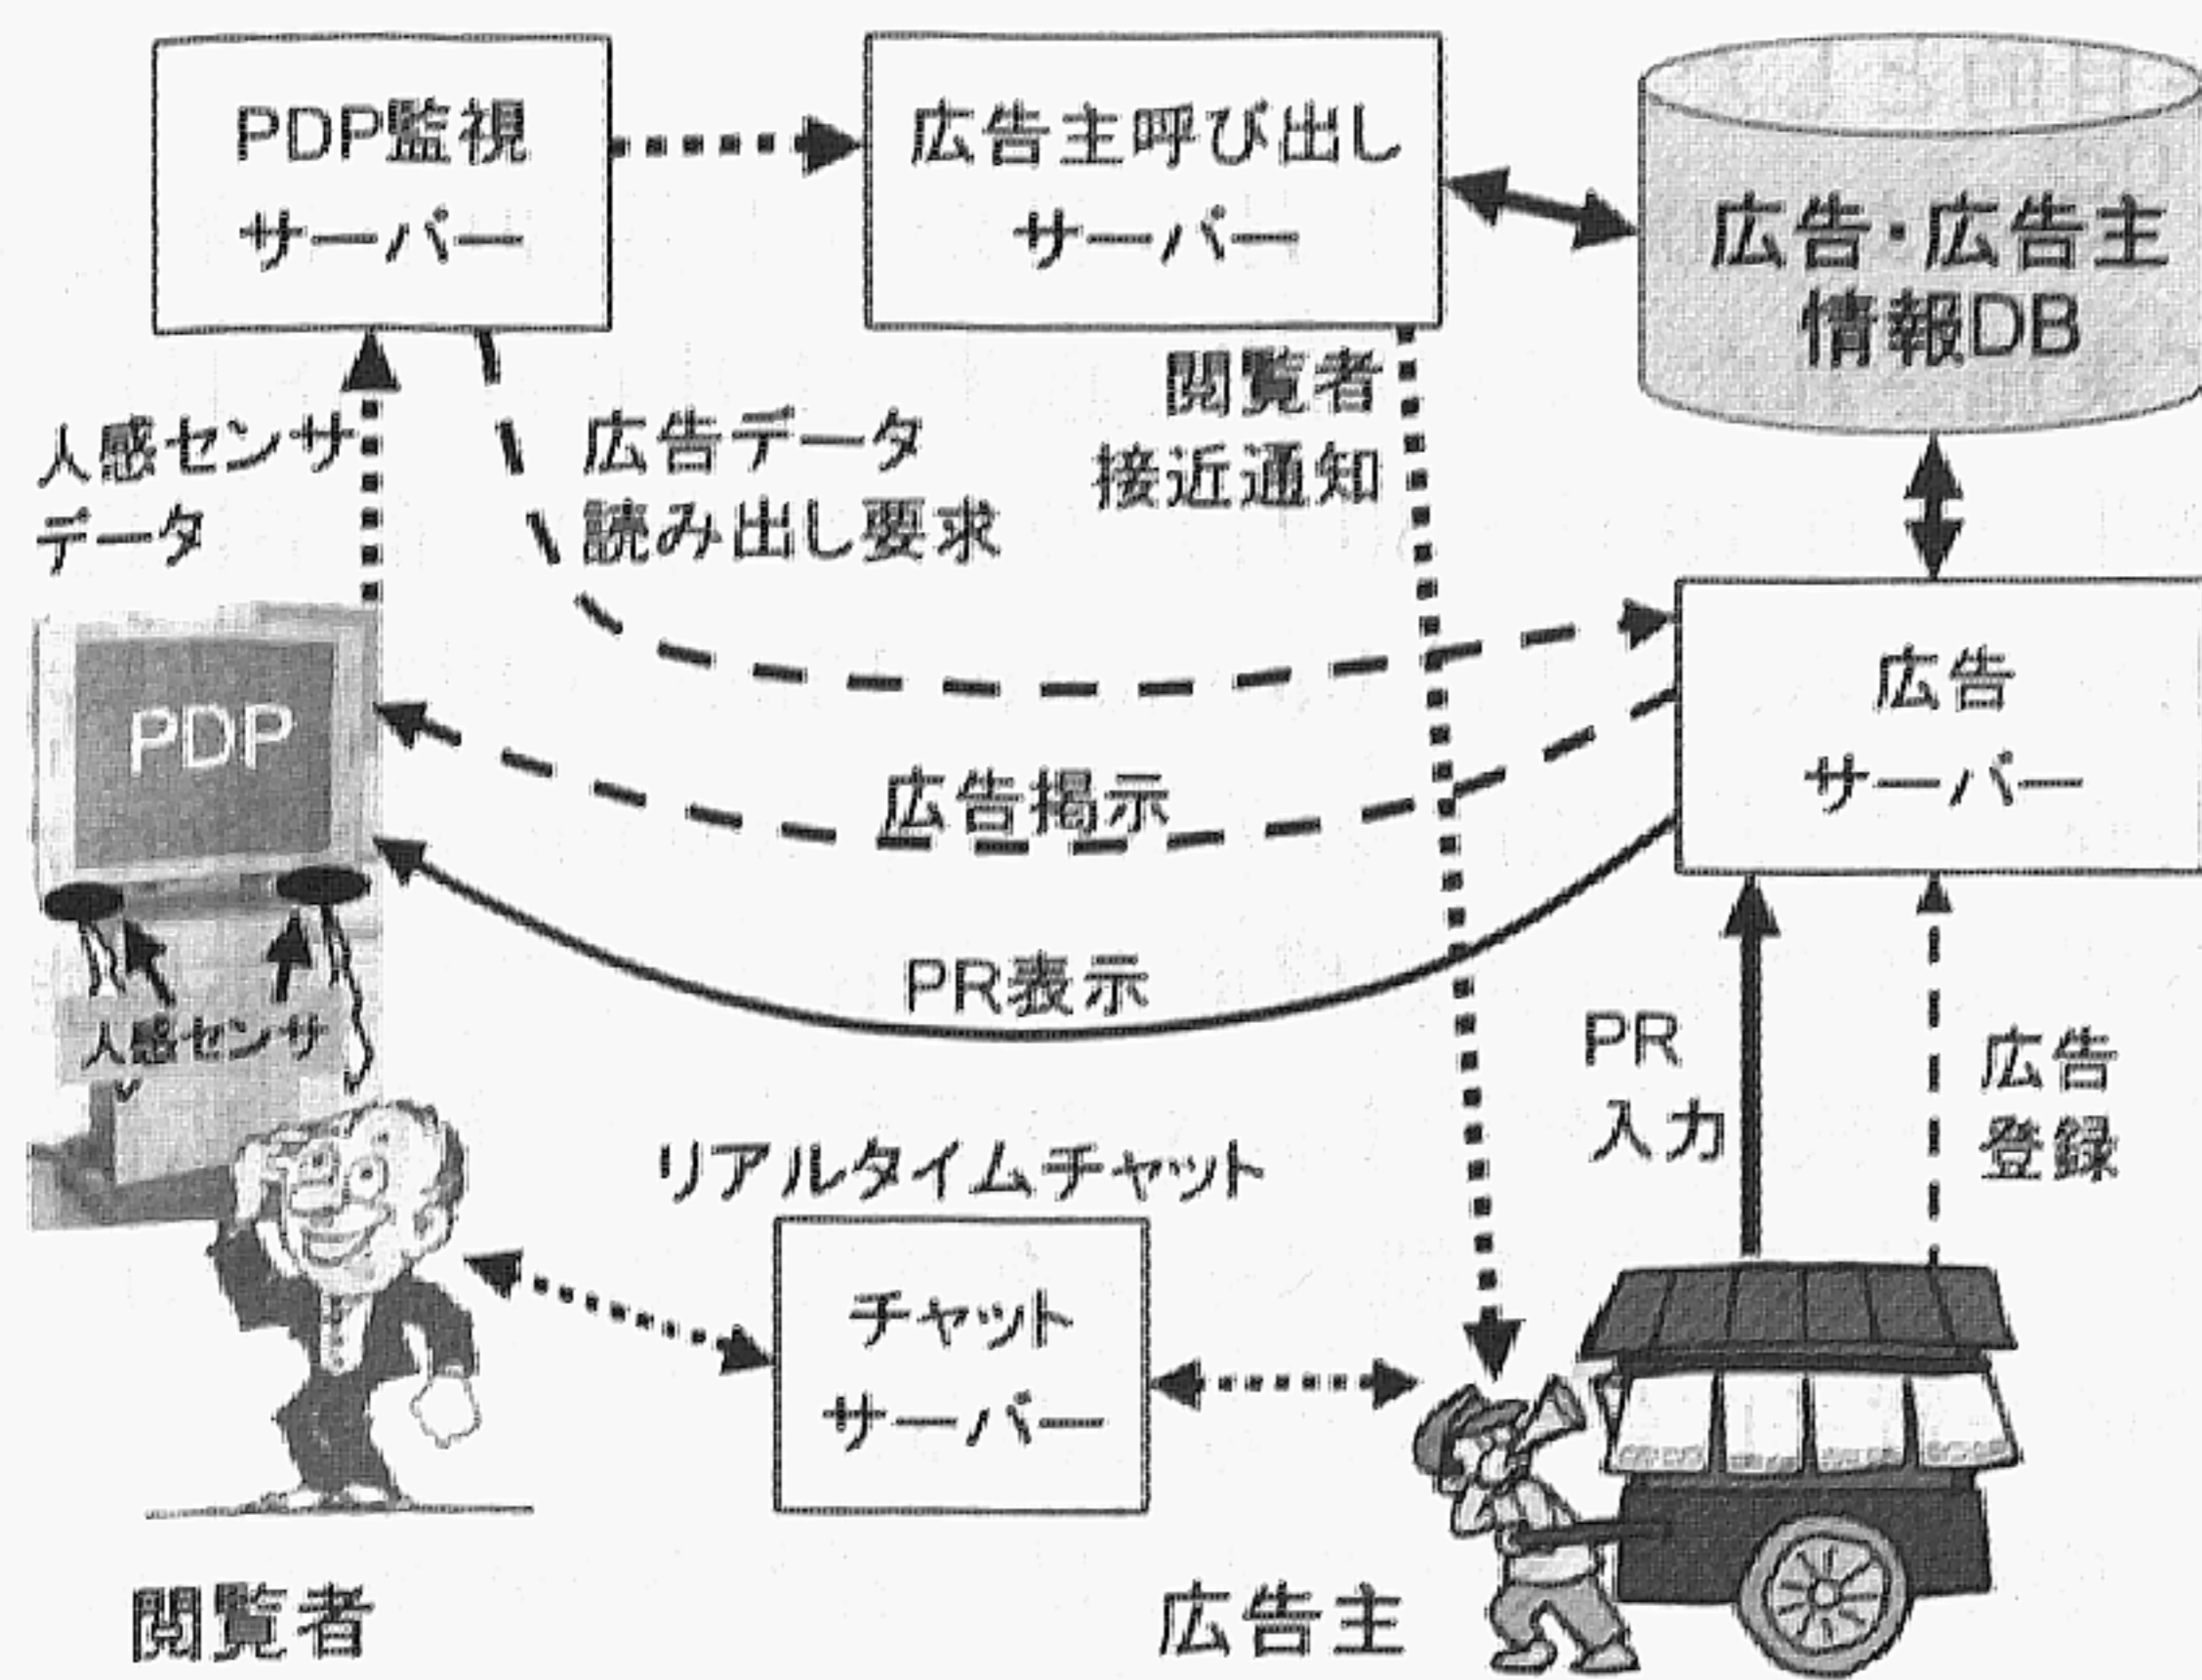 PDP監視
サーバー
広告主呼び出し
サーバー
広告・広告主
情報DB
人感センサ
データ
広告データ
読み出し要求
閲覧者
接近通知
広告
サーバー
PDP
広告掲示
PR表示
人感センサ
PR
入力
広告
登録
リアルタイムチャット
チャット
サーバー
閲覧者
広告主